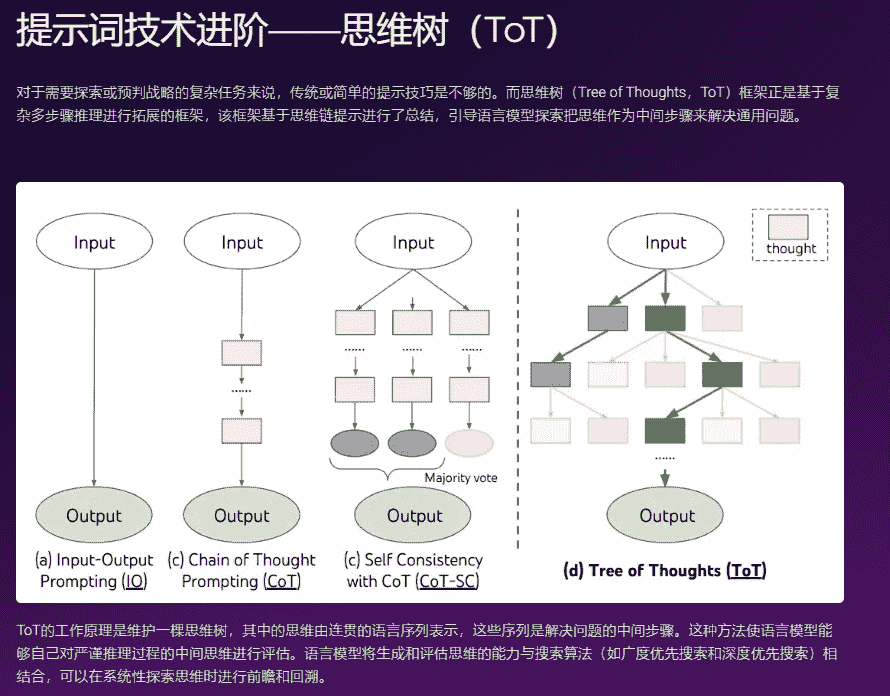 提示词技术进阶——思维树（ToT）
对于需要探索或预判战略的复杂任务来说，传统或简单的提示技巧是不够的。而思维树（Tree of Thoughts，ToT）框架正是基于复
杂多步骤推理进行拓展的框架，该框架基于思维链提示进行了总结，引导语言模型探索把思维作为中间步骤来解决通用问题。
Input
Input
Input
Input
thought
......
......
......
......
......
Majority vote
Output
Output
Output
Output
(a) Input-Output
Prompting (IO)
(c) Chain of Thought
Prompting (CoT)
(c) Self Consistency
with CoT (CoT-SC)
(d) Tree of Thoughts (ToT)
ToT的工作原理是维护一棵思维树，其中的思维由连贯的语言序列表示，这些序列是解决问题的中间步骤。这种方法使语言模型能
够自己对严谨推理过程的中间思维进行评估。语言模型将生成和评估思维的能力与搜索算法（如广度优先搜索和深度优先搜索）相
结合，可以在系统性探索思维时进行前瞻和回溯。